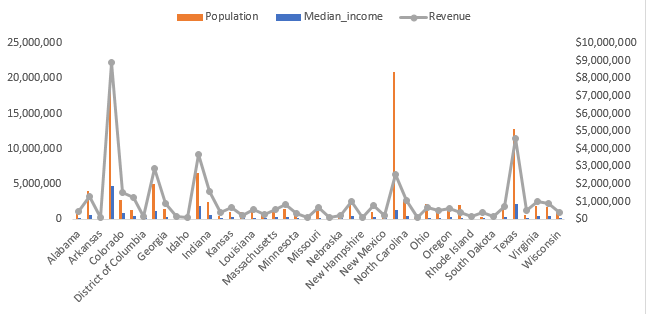 Population Median_income Revenue
25,000,000 $10,000,000
$9,000,000
20,000,000 $8,000,000
$7,000,000
15,000,000 $6,000,000
$5,000,000
10,000,000 $4,000,000
$3,000,000
5,000,000 $2,000,000
$1,000,000
0 $0
Alabama
Arkansas
Colorado
District of Columbia
Georgia
Idaho
Indiana
Kansas
Louisiana
Massachusetts
Minnesota
Missouri
Nebraska
New Hampshire
New Mexico
North Carolina
Ohio
Oregon
Rhode Island
South Dakota
Texas
Virginia
Wisconsin